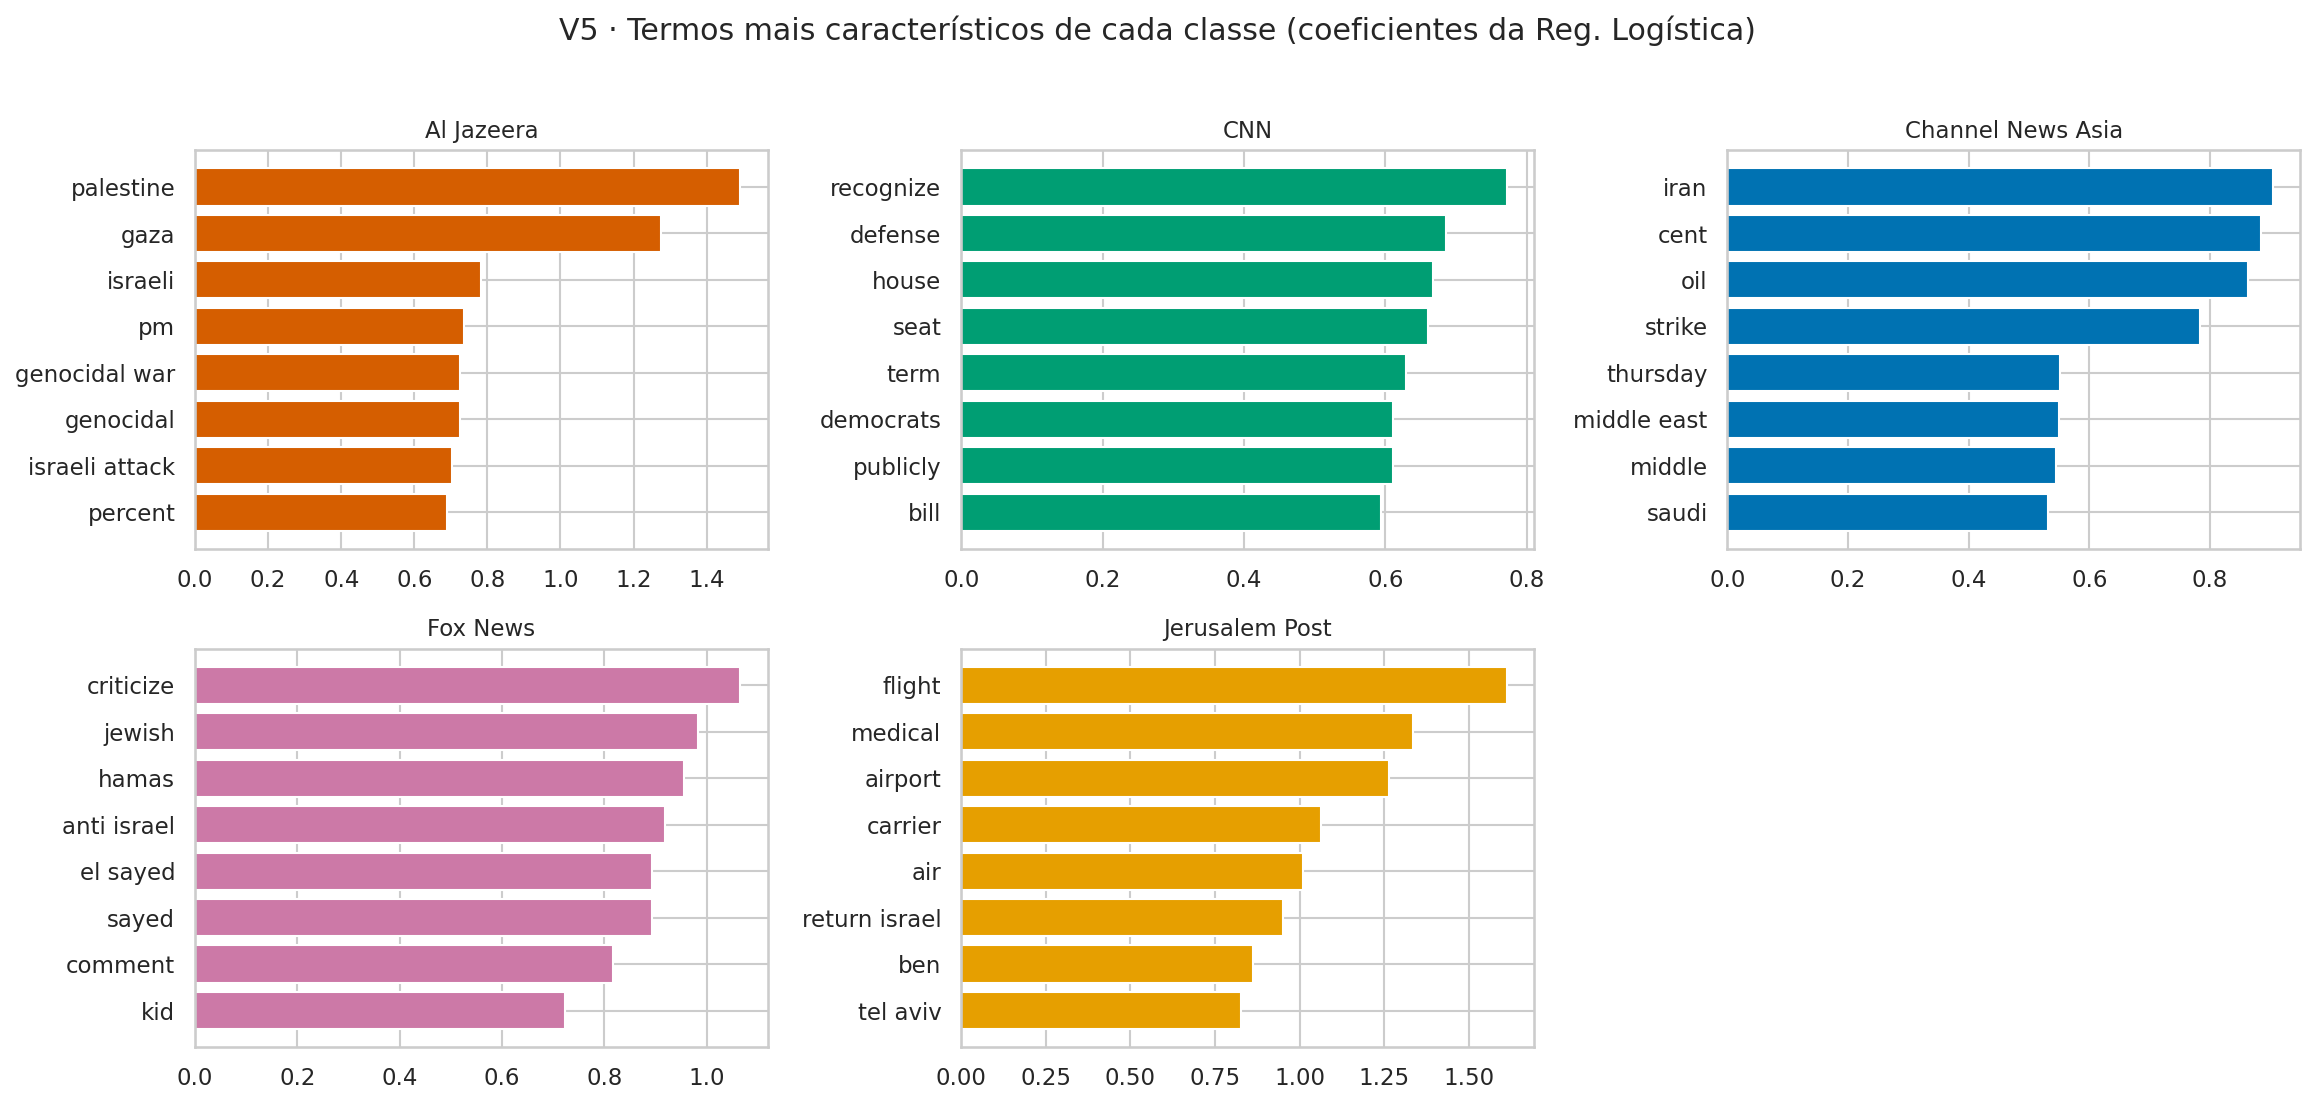 V5 · Termos mais característicos de cada classe (coeficientes da Reg. Logística)
Al Jazeera
palestine
gaza
israeli
pm
genocidal war
genocidal
israeli attack
percent
0.0 0.2 0.4 0.6 0.8 1.0 1.2 1.4
CNN
recognize
defense
house
seat
term
democrats
publicly
bill
0.0 0.2 0.4 0.6 0.8
Channel News Asia
iran
cent
oil
strike
thursday
middle east
middle
saudi
0.0 0.2 0.4 0.6 0.8
Fox News
criticize
jewish
hamas
anti israel
el sayed
sayed
comment
kid
0.0 0.2 0.4 0.6 0.8 1.0
Jerusalem Post
flight
medical
airport
carrier
air
return israel
ben
tel aviv
0.00 0.25 0.50 0.75 1.00 1.25 1.50